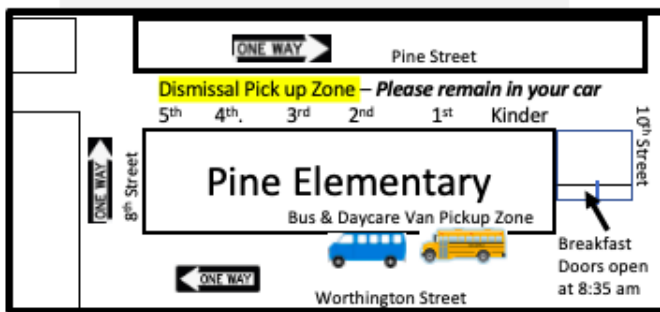 ONE WAY
Pine Street
Dismissal Pick up Zone – Please remain in your car
5th 4th. 3rd 2nd 1st Kinder
10th Street
ONE WAY
8th Street
Pine Elementary
Bus & Daycare Van Pickup Zone
Breakfast
Doors open
at 8:35 am
ONE WAY
Worthington Street